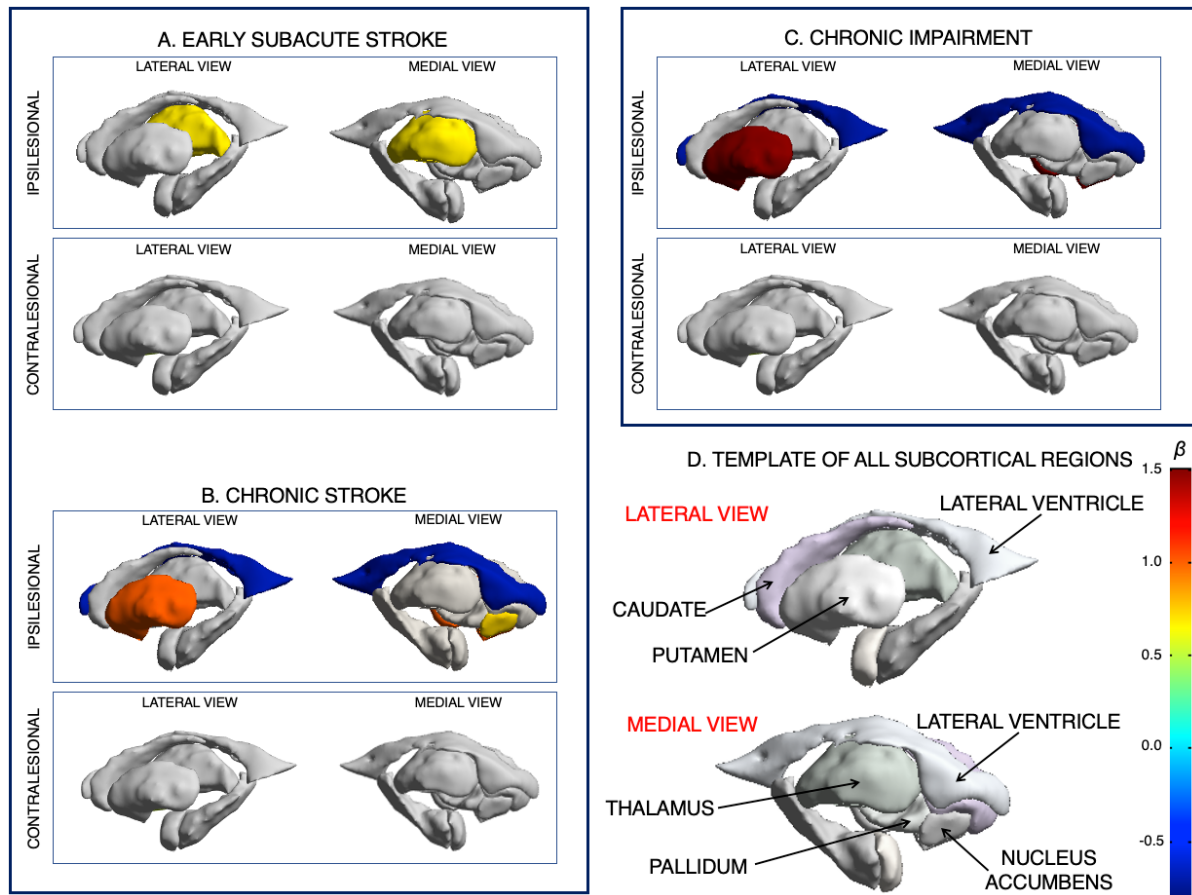 A. EARLY SUBACUTE STROKE
LATERAL VIEW
MEDIAL VIEW
IPSILESIONAL
LATERAL VIEW
MEDIAL VIEW
CONTRALESIONAL
B. CHRONIC STROKE
LATERAL VIEW
MEDIAL VIEW
IPSILESIONAL
LATERAL VIEW
MEDIAL VIEW
CONTRALESIONAL
C. CHRONIC IMPAIRMENT
LATERAL VIEW
MEDIAL VIEW
IPSILESIONAL
LATERAL VIEW
MEDIAL VIEW
CONTRALESIONAL
D. TEMPLATE OF ALL SUBCORTICAL REGIONS
LATERAL VIEW
LATERAL VENTRICLE
CAUDATE
PUTAMEN
MEDIAL VIEW
LATERAL VENTRICLE
THALAMUS
PALLIDUM
NUCLEUS
ACCUMBENS
β
1.5
1.0
0.5
0.0
-0.5